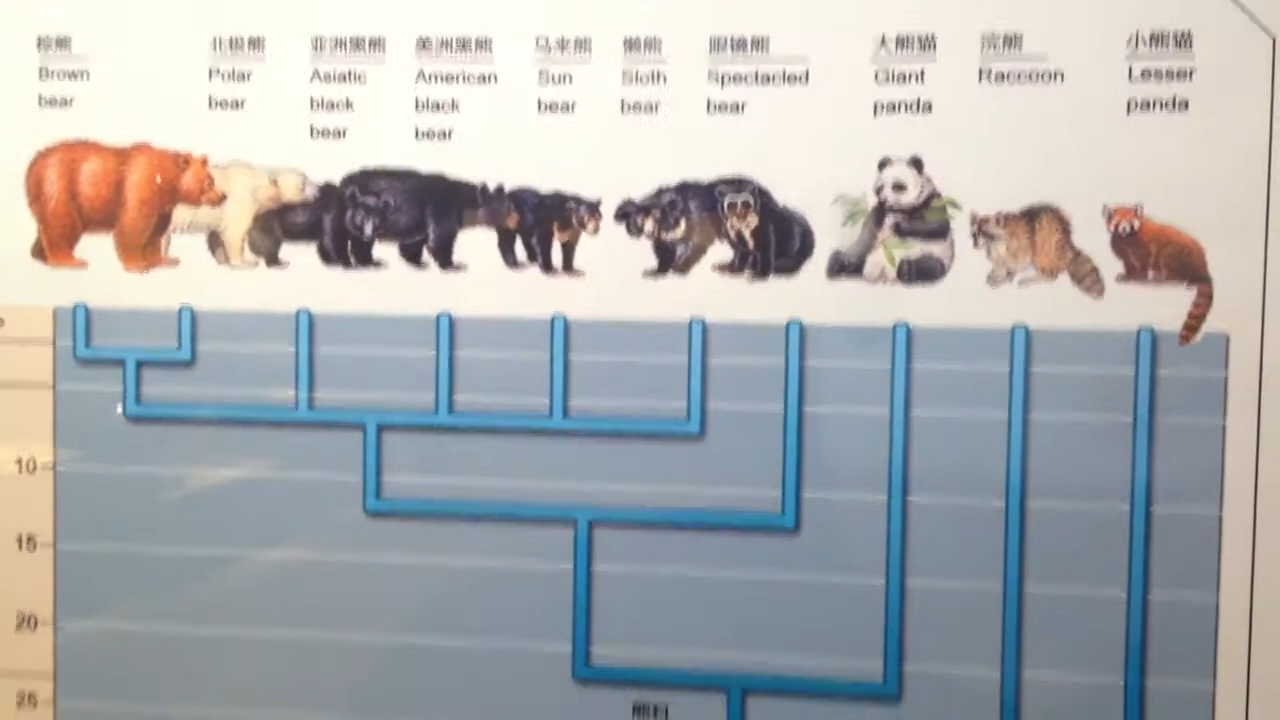 棕熊
Brown
bear
北极熊
Polar
bear
亚洲黑熊
Asiatic
black
bear
美洲黑熊
American
black
bear
马来熊
Sun
bear
懒熊
Sloth
bear
眼镜熊
Spectacled
bear
大熊猫
Giant
panda
浣熊
Raccoon
小熊猫
Lesser
panda
10
15
20
25
熊科